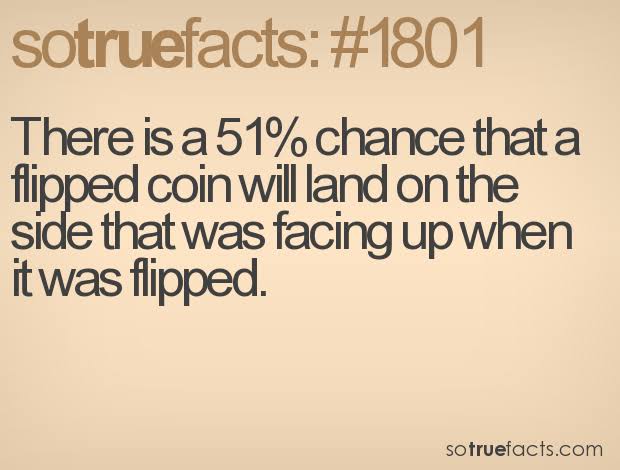 sotruefacts: #1801
There is a 51% chance that a
flipped coin will land on the
side that was facing up when
it was flipped.
sotruefacts.com